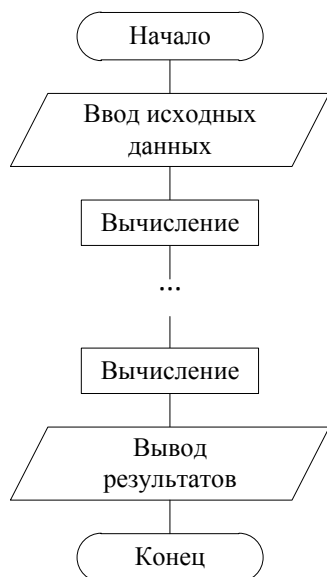 Начало
Ввод исходных
данных
Вычисление
...
Вычисление
Вывод
результатов
Конец